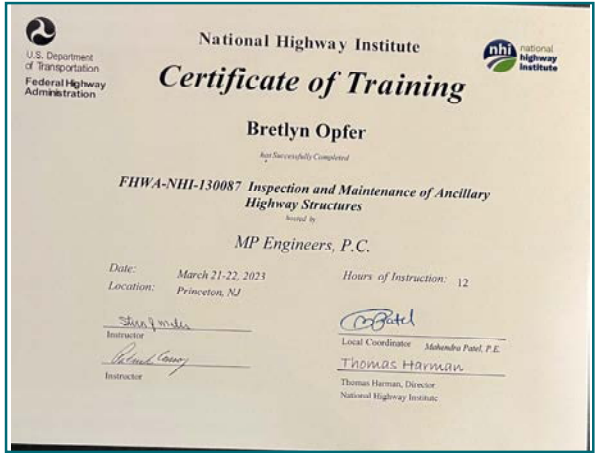 U.S. Department
of Transportation
Federal Highway
Administration
National Highway Institute
nhi national
highway
institute
Certificate of Training
Bretlyn Opfer
has Successfully Completed
FHWA-NHI-130087 Inspection and Maintenance of Ancillary
Highway Structures
hosted by
MP Engineers, P.C.
Date: March 21-22, 2023
Hours of Instruction: 12
Location: Princeton, NJ
Instructor
Patel
Local Coordinator Mahendra Patel, P.E.
Instructor
Thomas Harman
Thomas Harman, Director
National Highway Institute